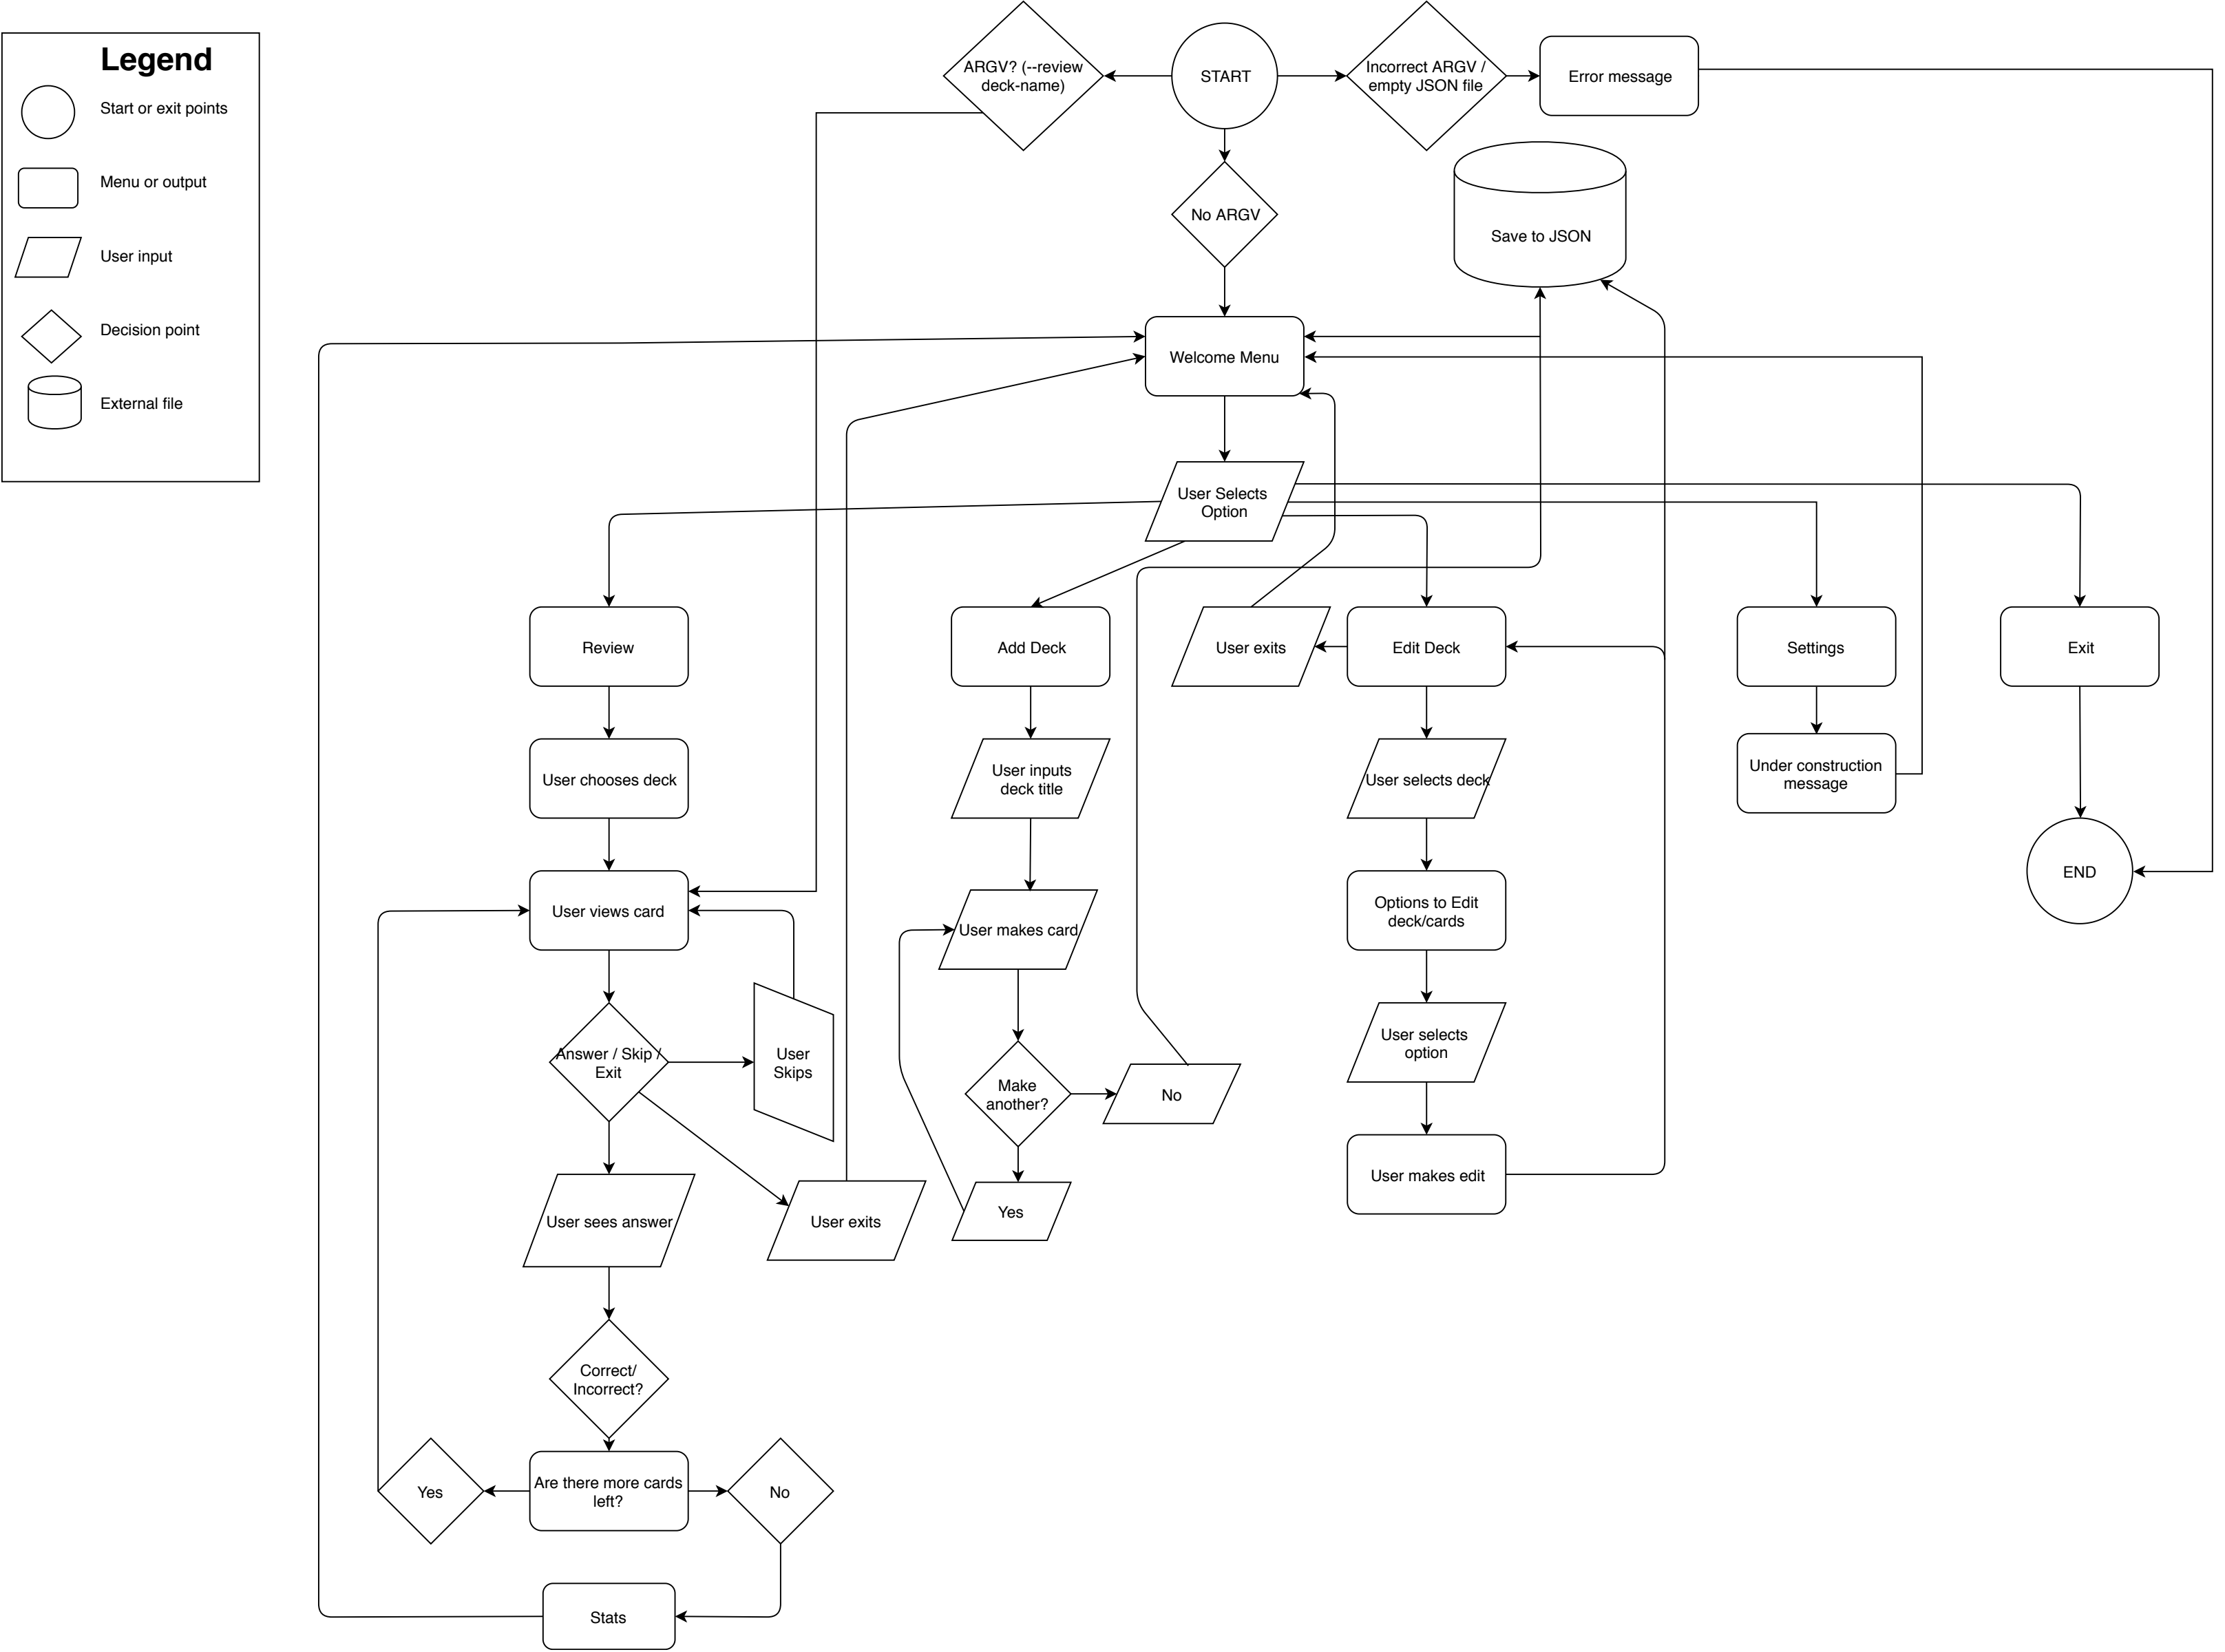 Legend
Start or exit points
Menu or output
User input
Decision point
External file
ARGV? (--review
deck-name)
START
Incorrect ARGV /
empty JSON file
Error message
No ARGV
Save to JSON
Welcome Menu
User Selects
Option
Review
Add Deck
User exits
Edit Deck
Settings
Exit
User chooses deck
User inputs
deck title
User selects deck
Under construction
message
User views card
User makes card
Options to Edit
deck/cards
END
Answer / Skip /
Exit
User
Skips
Make
another?
No
User selects
option
User sees answer
User exits
Yes
User makes edit
Correct/
Incorrect?
Yes
Are there more cards
left?
No
Stats